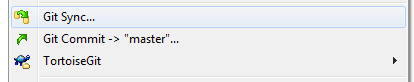 Git Sync...
Git Commit -> "master"...
TortoiseGit